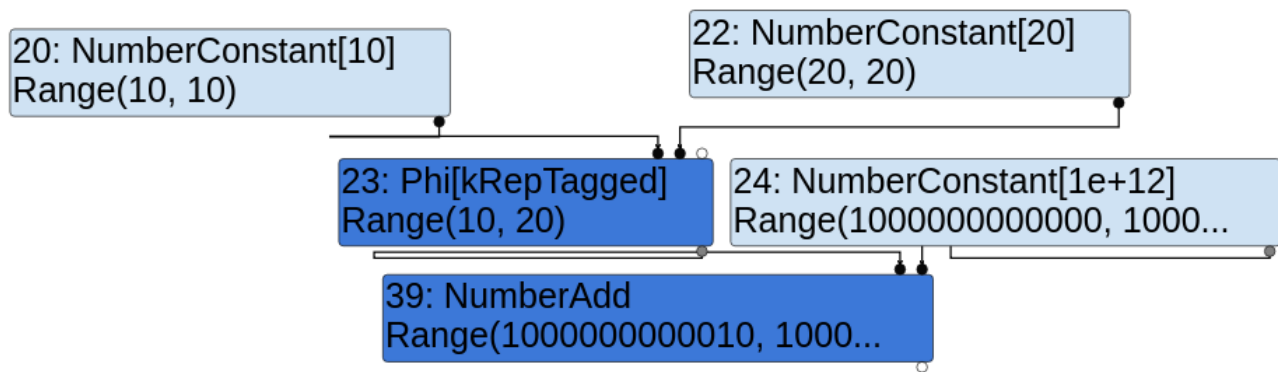 20: NumberConstant[10]
Range(10, 10)
22: NumberConstant[20]
Range(20, 20)
23: Phi[kRepTagged]
Range(10, 20)
24: NumberConstant[1e+12]
Range(1000000000000, 1000...
39: NumberAdd
Range(1000000000010, 1000...